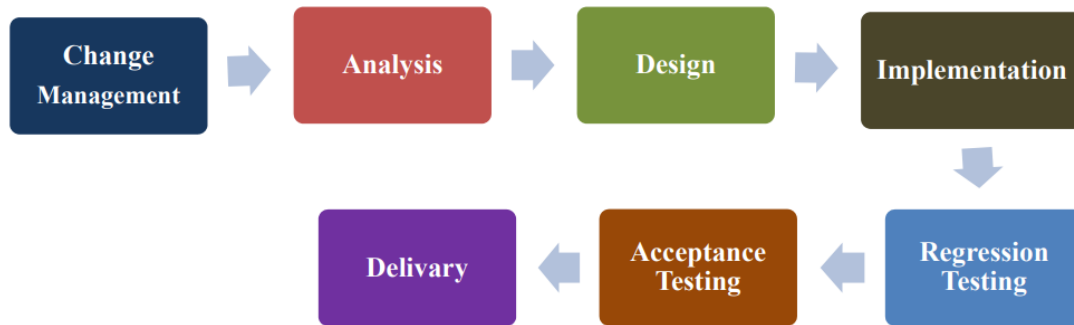 Change
Management
Analysis
Design
Implementation
Regression
Testing
Acceptance
Testing
Delivary